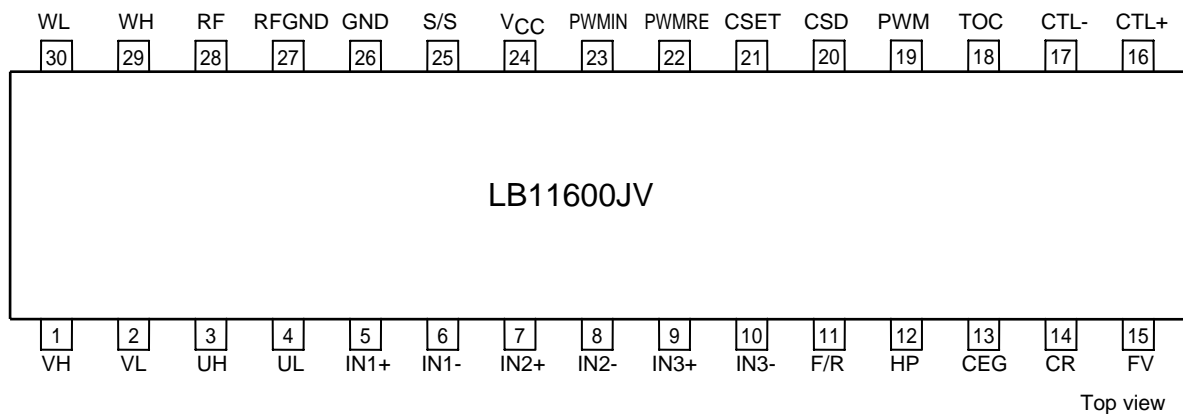 WL WH RF RFGND GND S/S VCC PWMIN PWMRE CSET CSD PWM TOC CTL- CTL+
30 29 28 27 26 25 24 23 22 21 20 19 18 17 16
LB11600JV
1 2 3 4 5 6 7 8 9 10 11 12 13 14 15
VH VL UH UL IN1+ IN1- IN2+ IN2- IN3+ IN3- F/R HP CEG CR FV
Top view